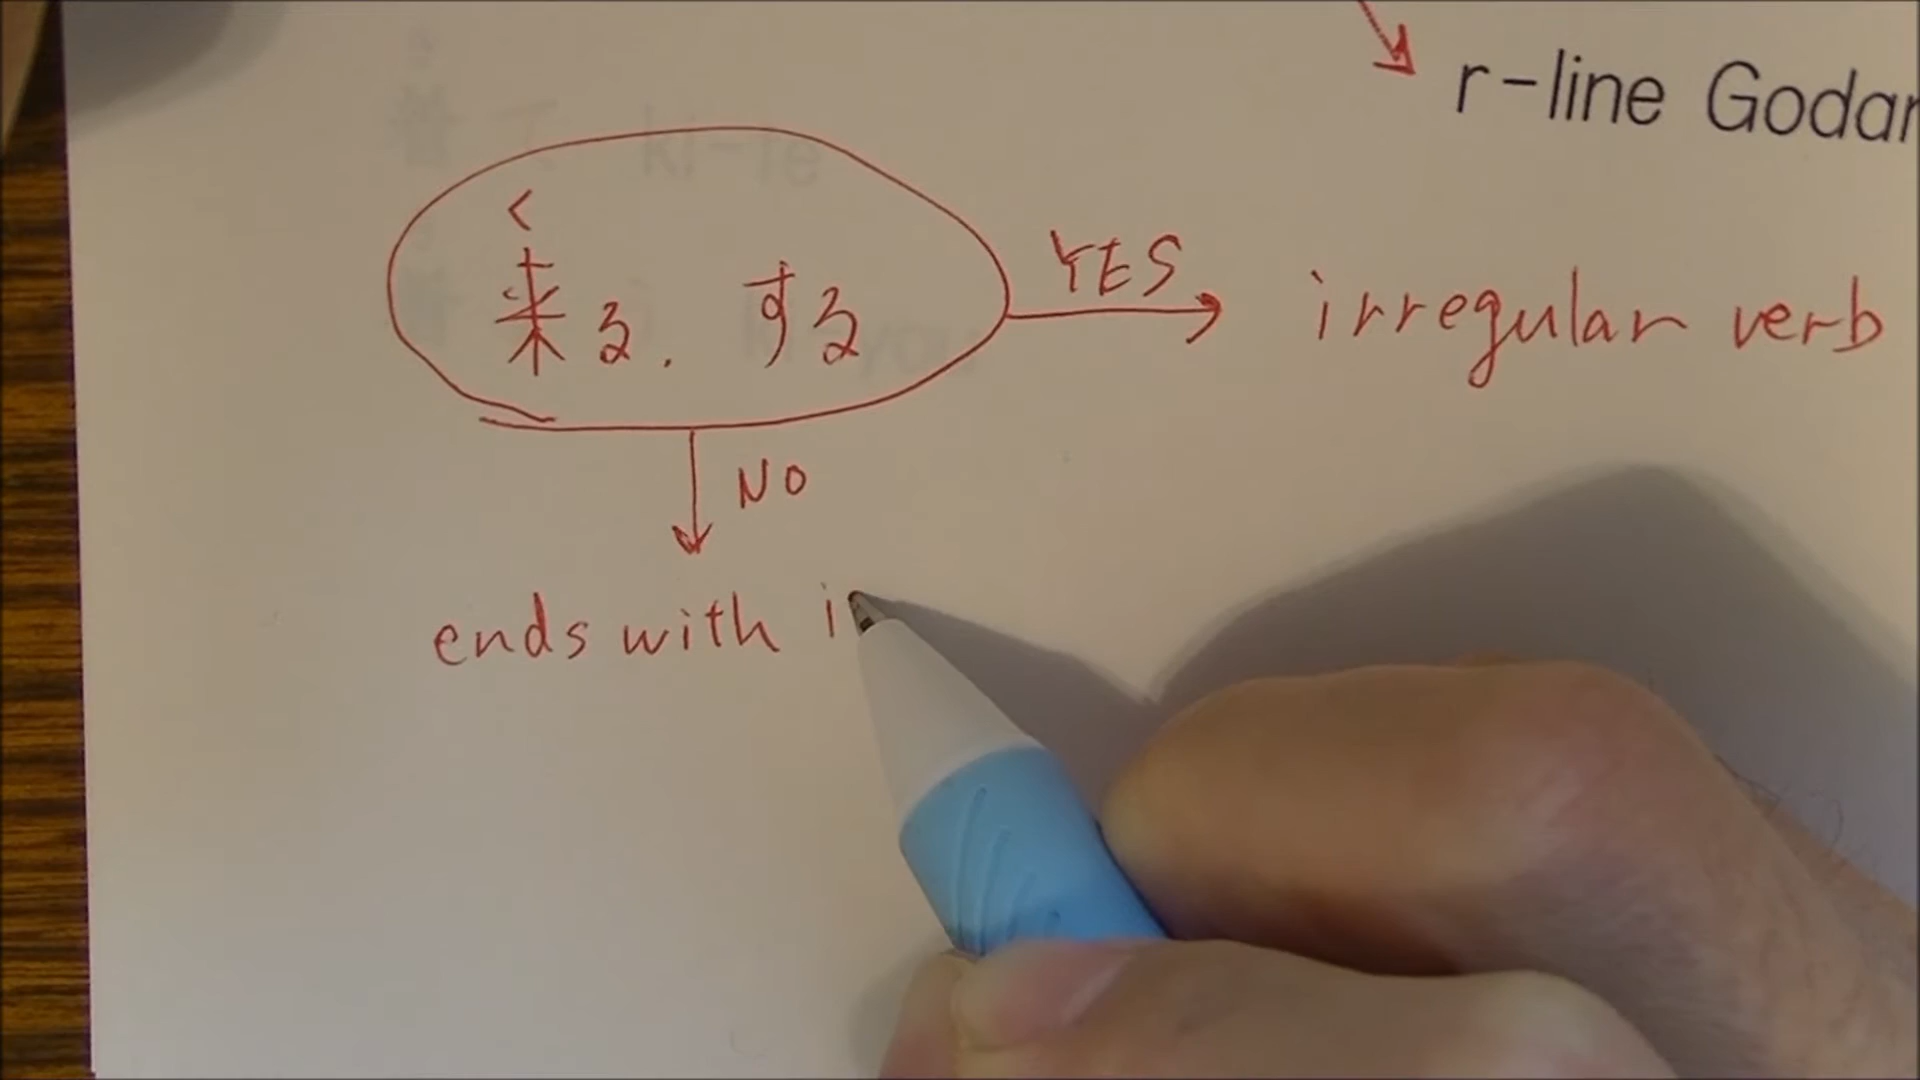 r-line Godan
く
来る、する
YES
irregular verb
NO
ends with i